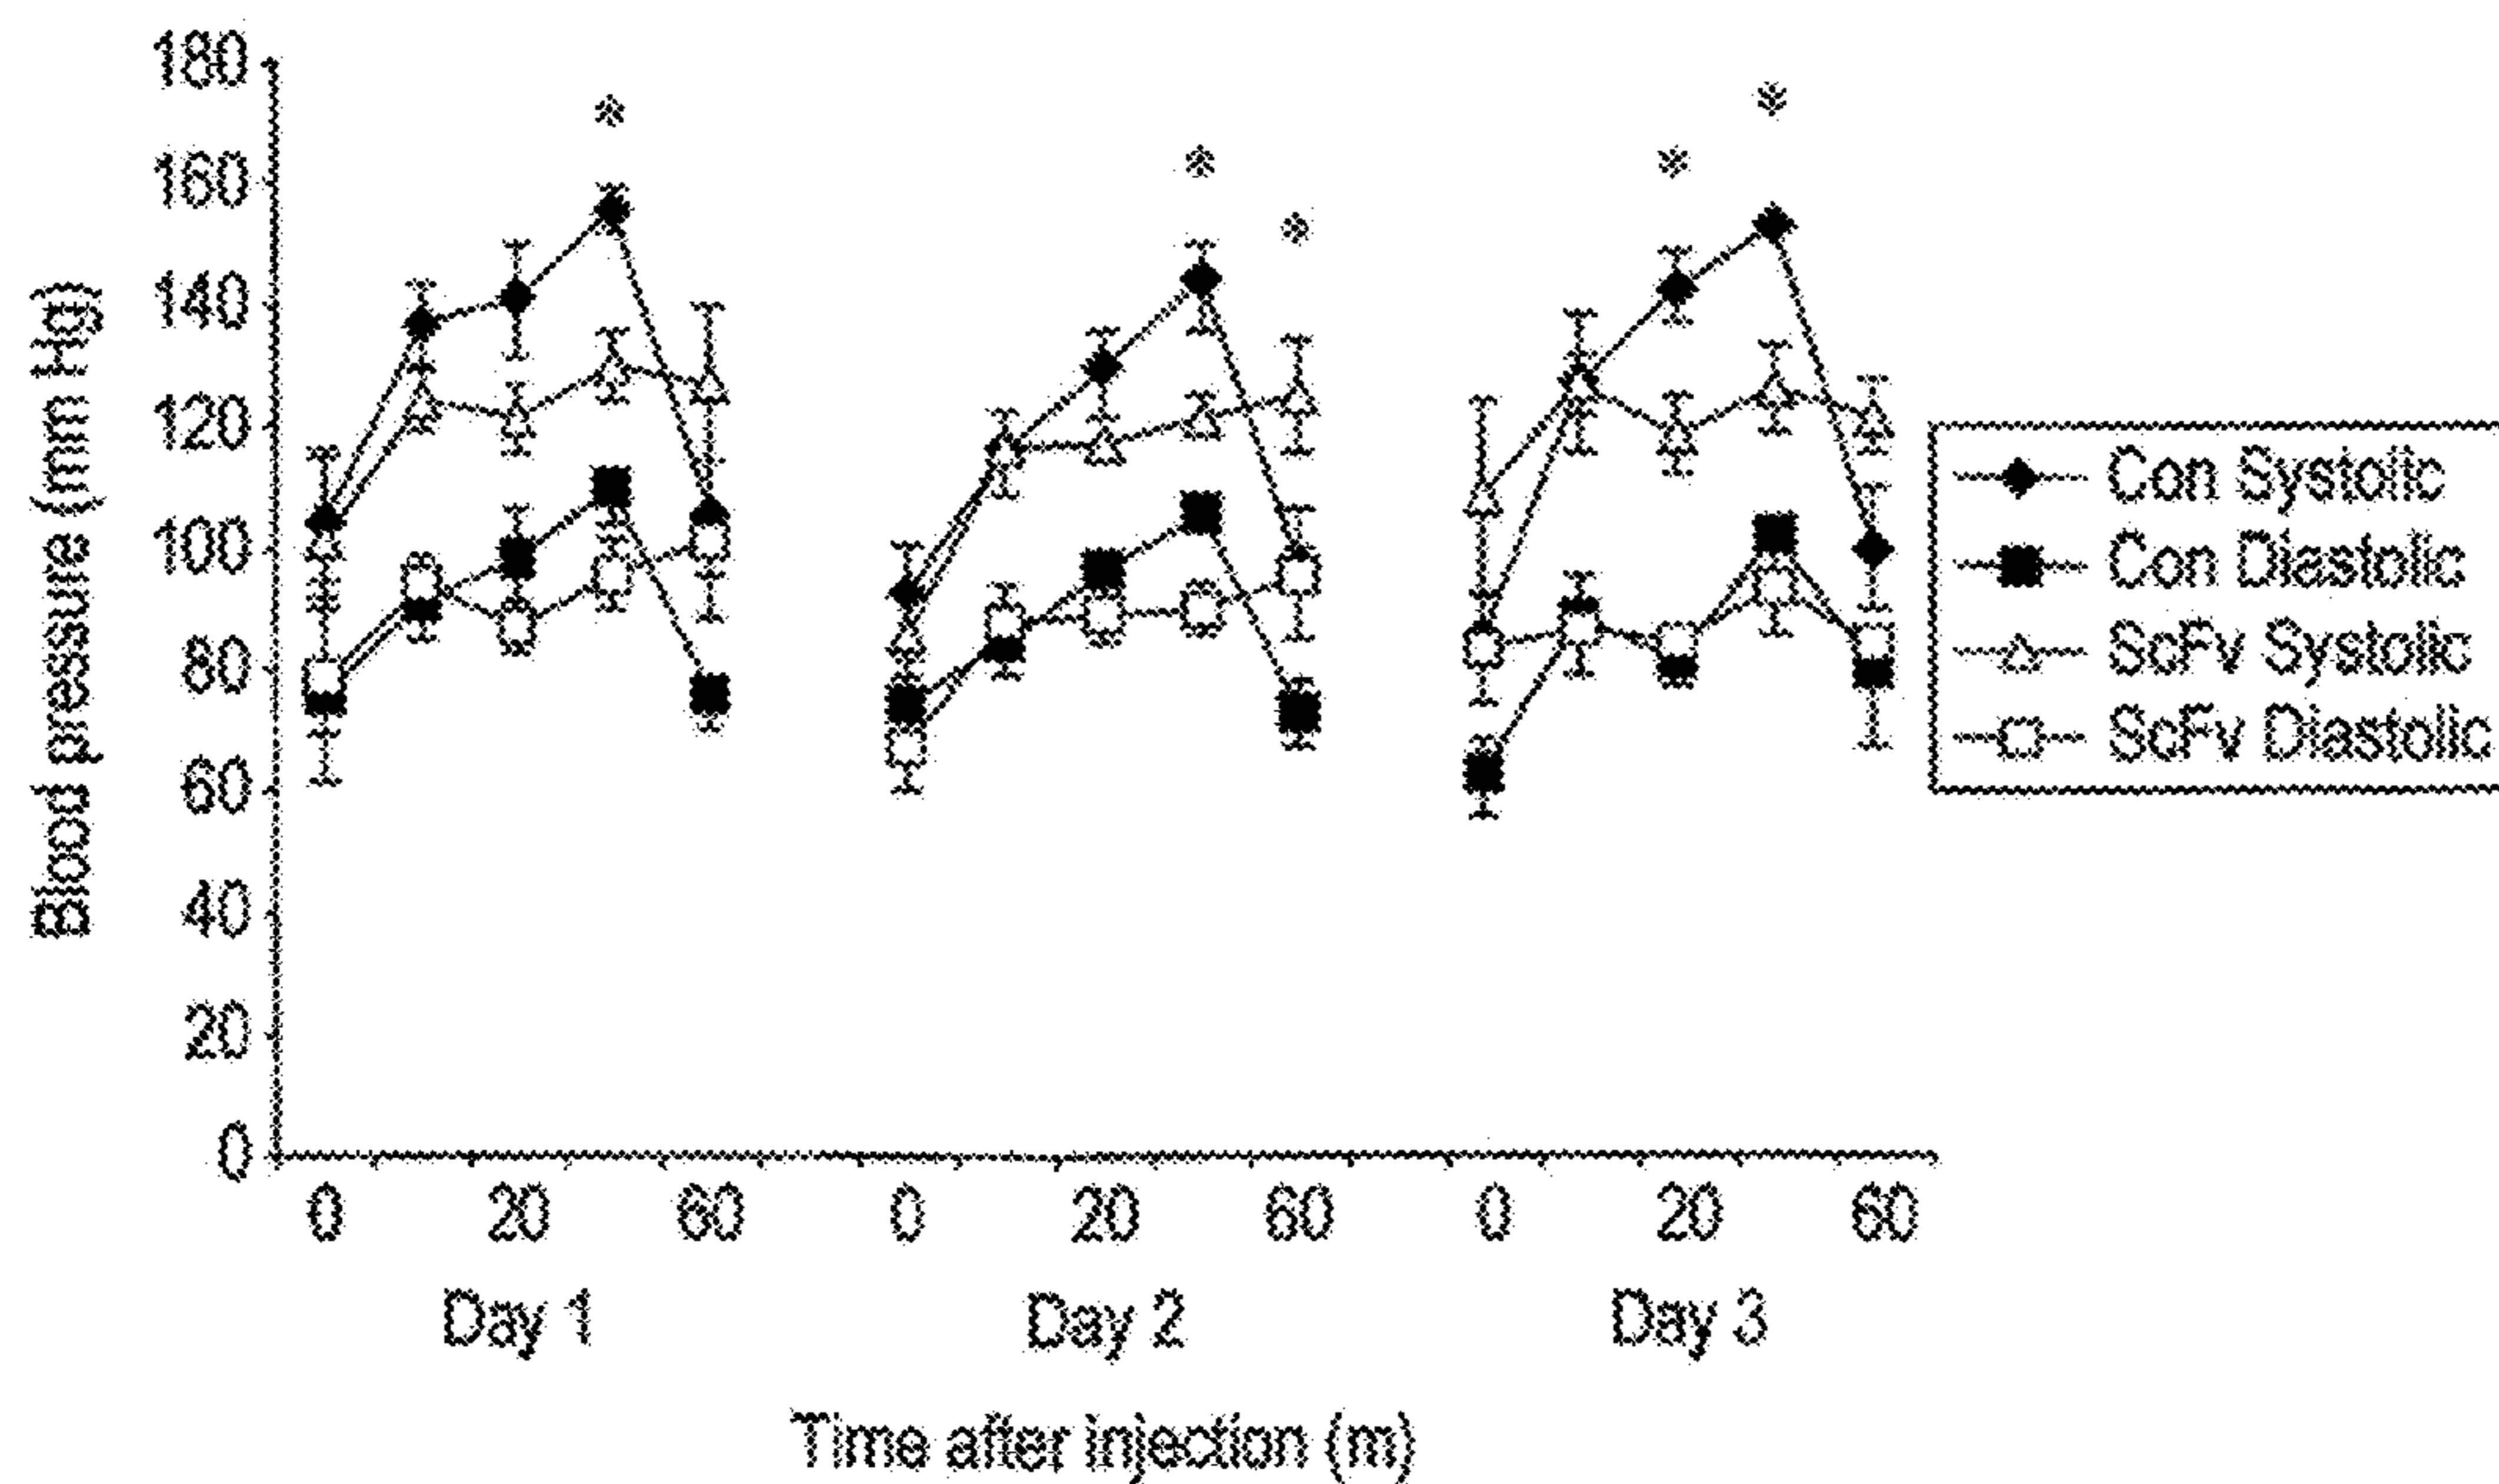 180
160
140
120
100
80
60
40
20
0
Blood pressure (mm Hg)
*
*
*
*
*
Con Systolic
Con Diastolic
ScFv Systolic
ScFv Diastolic
0 20 60 0 20 60 0 20 60
Day 1 Day 2 Day 3
Time after injection (m)